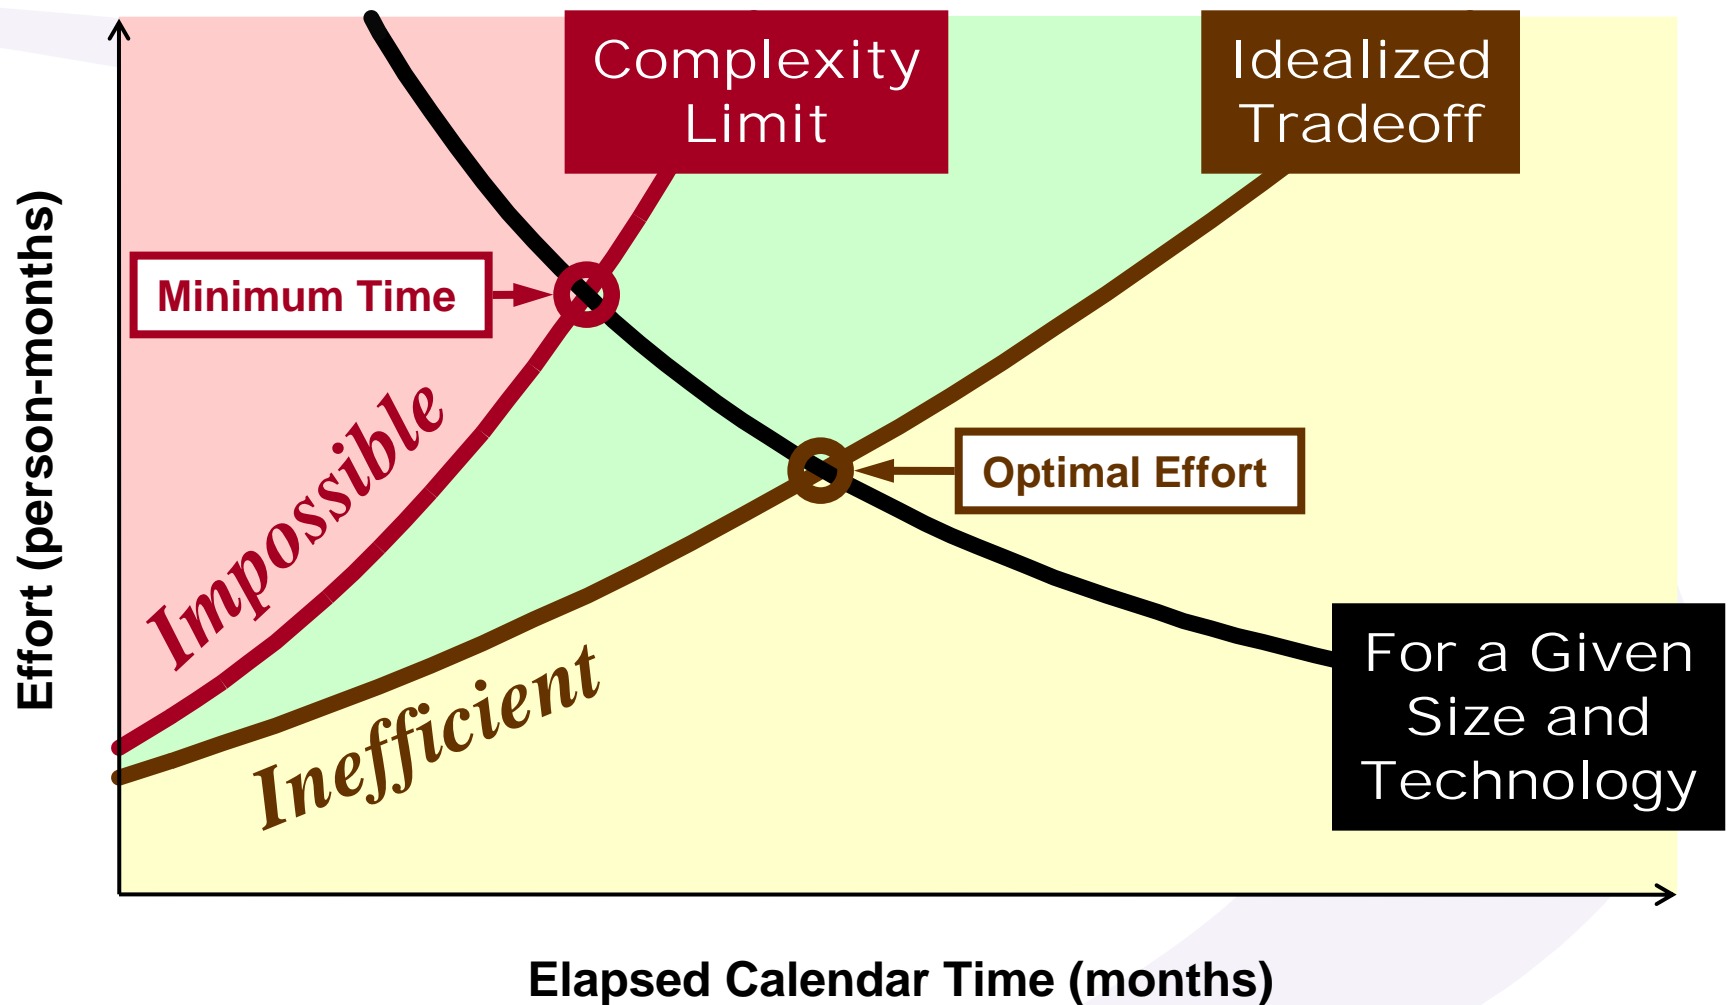 Complexity
Limit
Idealized
Tradeoff
Effort (person-months)
Minimum Time
Impossible
Optimal Effort
Inefficient
For a Given
Size and
Technology
Elapsed Calendar Time (months)